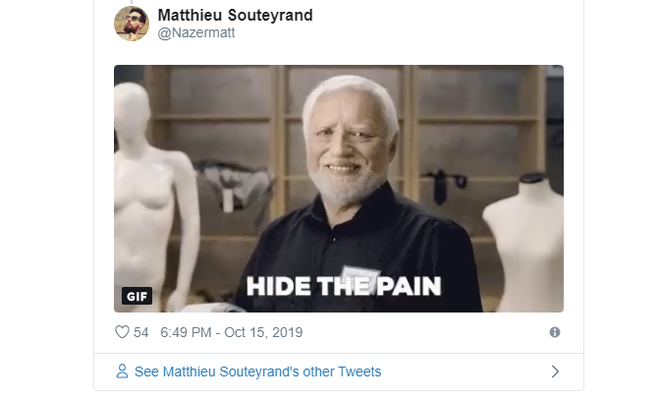 Matthieu Souteyrand
@Nazermatt
HIDE THE PAIN
GIF
54 6:49 PM - Oct 15, 2019
See Matthieu Souteyrand's other Tweets